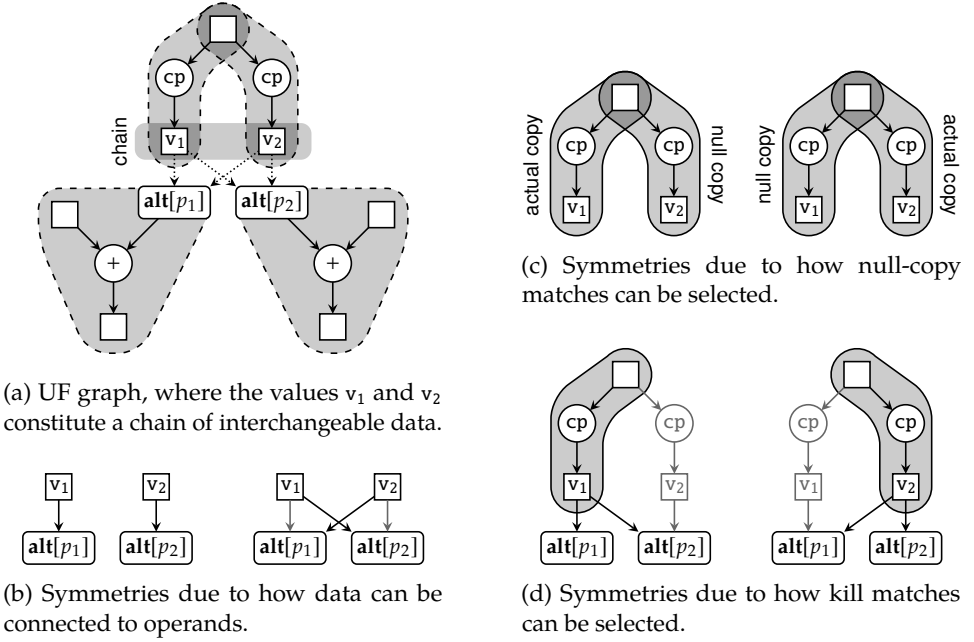 cp
cp
chain
v1
v2
alt[p1]
alt[p2]
+
+
(a) UF graph, where the values v1 and v2
constitute a chain of interchangeable data.
v1
v2
v1
v2
alt[p1]
alt[p2]
alt[p1]
alt[p2]
(b) Symmetries due to how data can be
connected to operands.
actual copy
cp
cp
null copy
v1
v2
null copy
cp
cp
actual copy
v1
v2
(c) Symmetries due to how null-copy
matches can be selected.
cp
cp
v1
v2
alt[p1]
alt[p2]
cp
cp
v1
v2
alt[p1]
alt[p2]
(d) Symmetries due to how kill matches
can be selected.